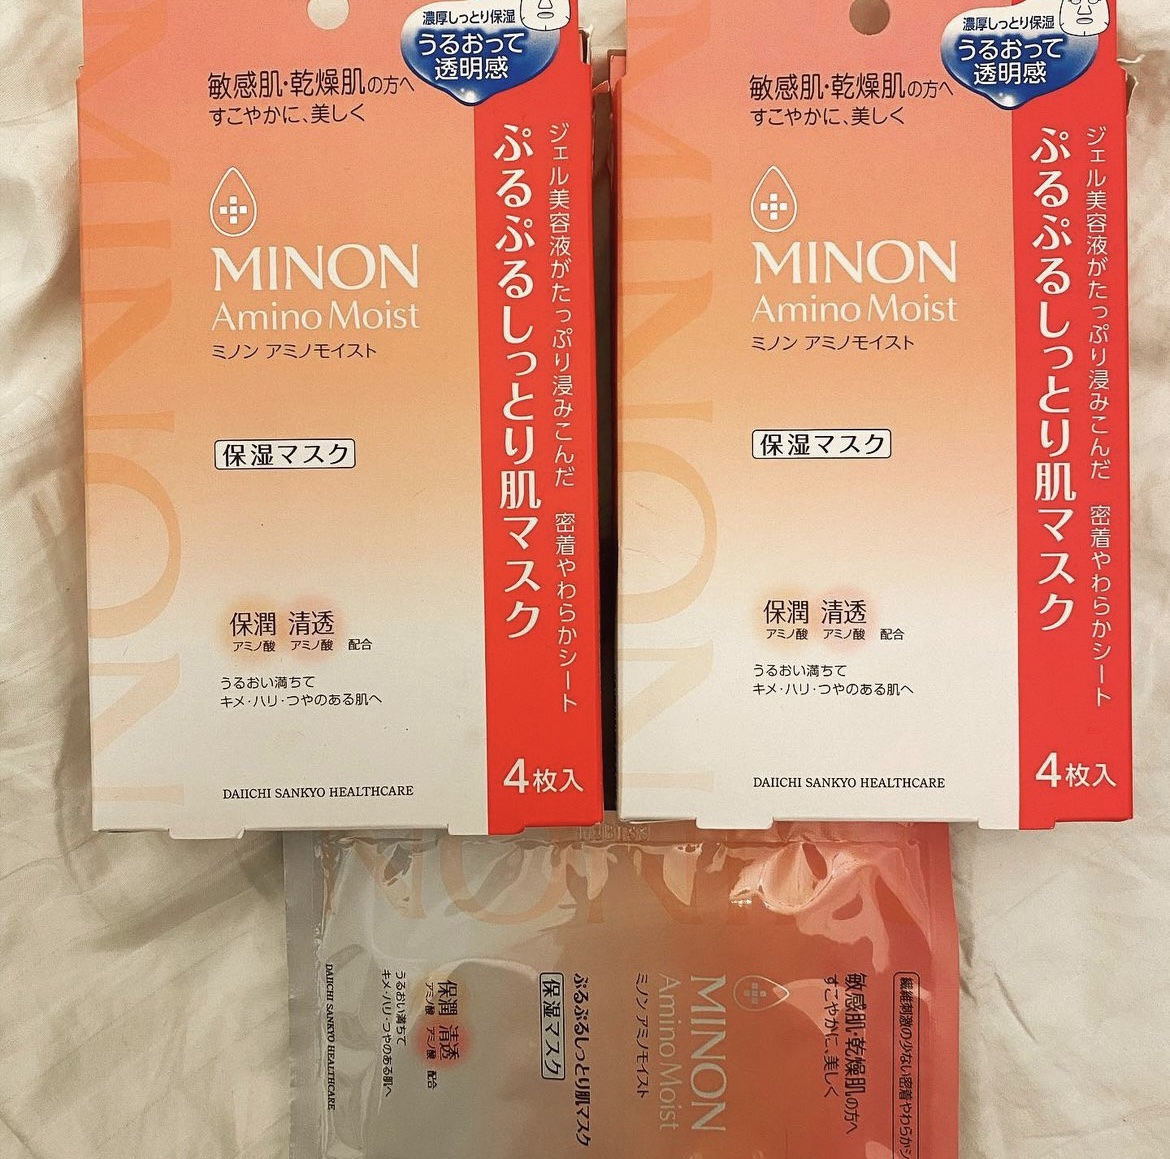 濃厚しっとり保湿
うるおって
透明感
敏感肌・乾燥肌の方へ
すこやかに、美しく
MINON
Amino Moist
ミノン アミノモイスト
保湿マスク
保潤 清透
アミノ酸 アミノ酸 配合
うるおい満ちて
キメ・ハリ・つやのある肌へ
DAIICHI SANKYO HEALTHCARE
ジェル美容液がたっぷり浸みこんだ 密着やわらかシート
ぷるぷるしっとり肌マスク
4枚入
MINON
濃厚しっとり保湿
うるおって
透明感
敏感肌・乾燥肌の方へ
すこやかに、美しく
MINON
Amino Moist
ミノン アミノモイスト
保湿マスク
保潤 清透
アミノ酸 アミノ酸 配合
うるおい満ちて
キメ・ハリ・つやのある肌へ
DAIICHI SANKYO HEALTHCARE
ジェル美容液がたっぷり浸みこんだ 密着やわらかシート
ぷるぷるしっとり肌マスク
4枚入
MINON
繊維刺激の少ない密着やわらかシ
敏感肌・乾燥肌の方へ
すこやかに、美しく
MINON
Amino Moist
ミノン アミノモイスト
ぷるぷるしっとり肌マスク
保湿マスク
保潤 清透
アミノ酸 アミノ酸 配合
うるおい満ちて
キメ・ハリ・つやのある肌へ
DAIICHI SANKYO HEALTHCARE